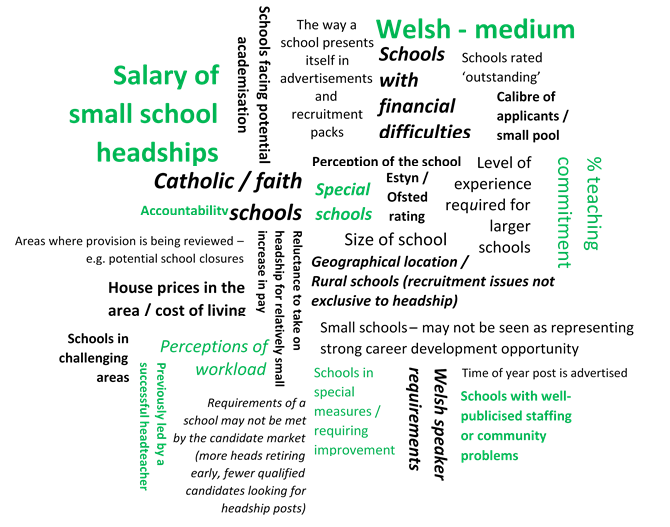 Schools facing potential
academisation
The way a
school presents
itself in
advertisements
and
recruitment
packs
Welsh - medium
Schools
with
financial
difficulties
Schools rated
‘outstanding’
Calibre of
applicants /
small pool
Salary of
small school
headships
Perception of the school
Catholic / faith
schools
Special
schools
Estyn /
Ofsted
rating
Level of
experience
required for
larger
schools
% teaching
commitment
Accountability
Size of school
Areas where provision is being reviewed –
e.g. potential school closures
Reluctance to take on
headship for relatively small
increase in pay
Geographical location /
Rural schools (recruitment issues not
exclusive to headship)
House prices in the
area / cost of living
Small schools – may not be seen as representing
strong career development opportunity
Schools in
challenging
areas
Perceptions of
workload
Previously led by a
successful headteacher
Schools in
special
measures /
requiring
improvement
Welsh speaker
requirements
Time of year post is advertised
Schools with well-
publicised staffing
or community
problems
Requirements of a
school may not be met
by the candidate market
(more heads retiring
early, fewer qualified
candidates looking for
headship posts)